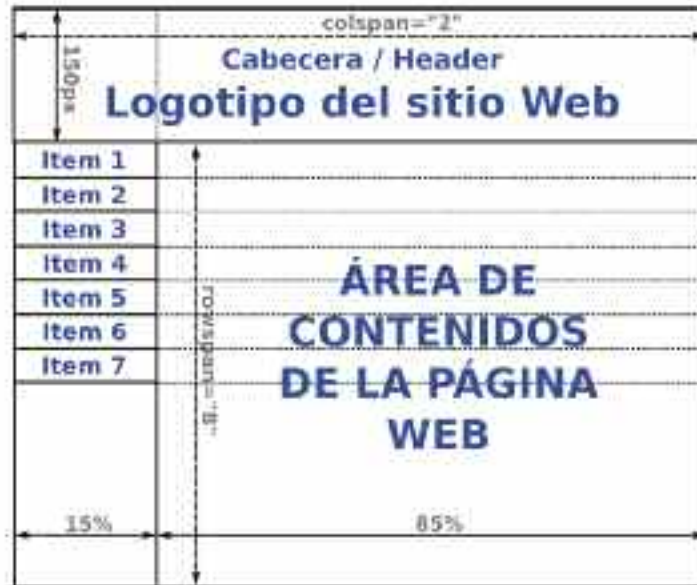 colspan="2"
150px
Cabecera / Header
Logotipo del sitio Web
Item 1
Item 2
Item 3
Item 4
Item 5
Item 6
Item 7
rowspan="8"
ÁREA DE
CONTENIDOS
DE LA PÁGINA
WEB
15%
85%